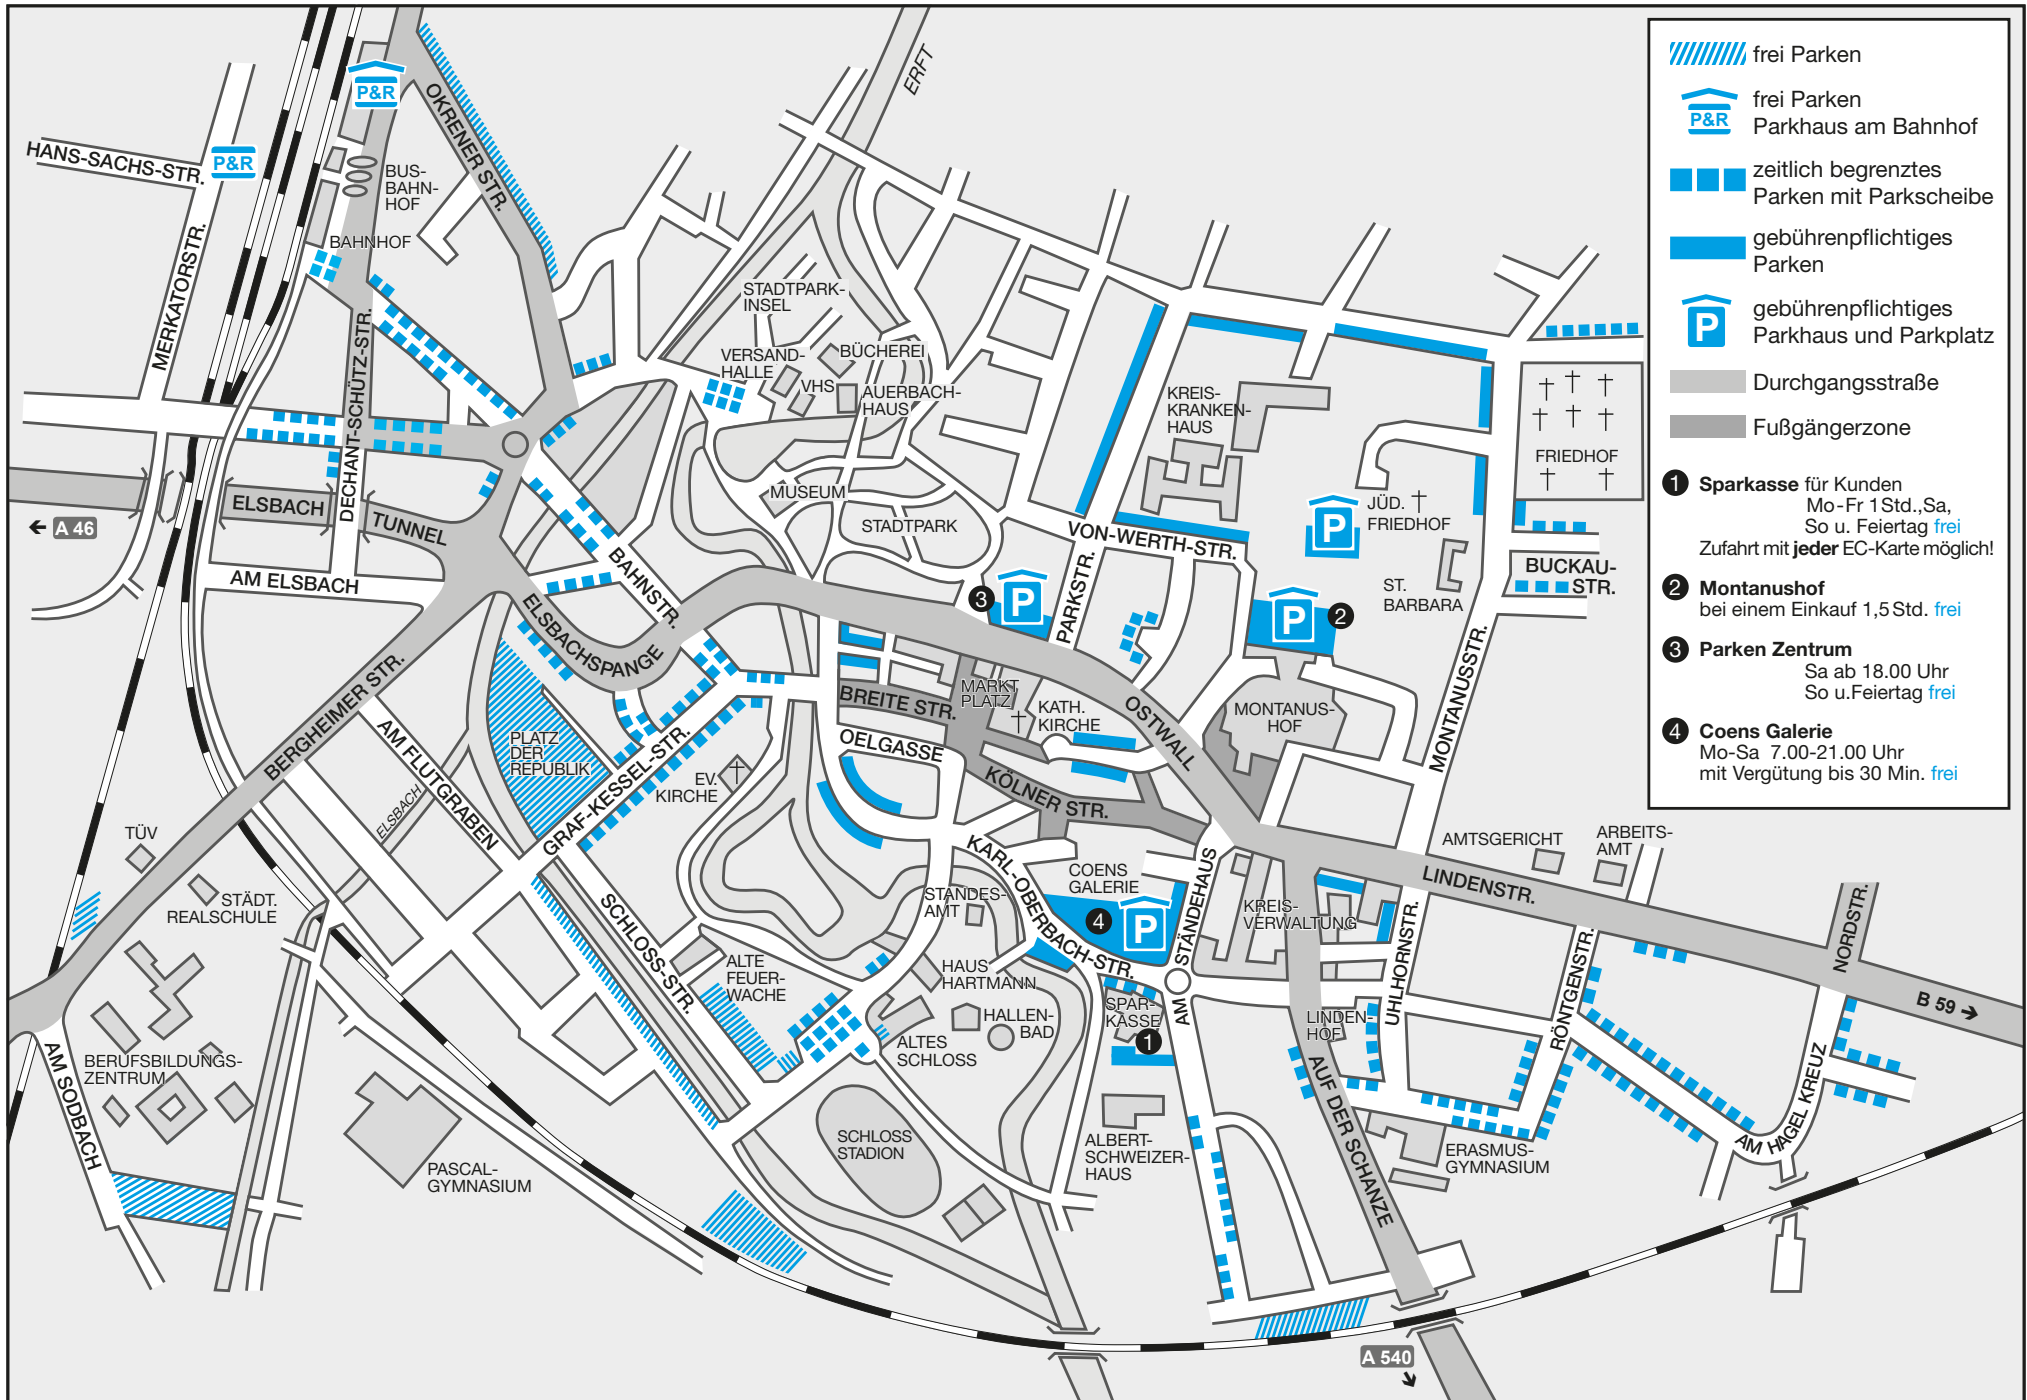 ERFT
P&R
OKRENER STR.
HANS-SACHS-STR.
P&R
BUS-
BAHN-
HOF
BAHNHOF
MERKATORSTR.
DECHANT-SCHÜTZ-STR.
STADTPARK-
INSEL
VERSAND-
HALLE
BÜCHEREI
VHS
AUERBACH-
HAUS
MUSEUM
STADTPARK
KREIS-
KRANKEN-
HAUS
FRIEDHOF
JÜD.
FRIEDHOF
P
VON-WERTH-STR.
ELSBACH
TUNNEL
A 46
AM ELSBACH
BAHNSTR.
ELSBACHSPANGE
3
P
PARKSTR.
P
2
ST.
BARBARA
BUCKAU-
STR.
MONTANUSSTR.
BERGHEIMER STR.
AM FLUTGRABEN
PLATZ
DER
REPUBLIK
GRAF-KESSEL-STR.
BREITE STR.
MARKT
PLATZ
KATH.
KIRCHE
OSTWALL
MONTANUS-
HOF
OELGASSE
KÖLNER STR.
EV.
KIRCHE
ELSBACH
TÜV
STÄDT.
REALSCHULE
SCHLOSS-STR.
KARL-OBERBACH-STR.
COENS
GALERIE
4
P
AM STÄNDEHAUS
STANDES-
AMT
KREIS-
VERWALTUNG
LINDENSTR.
AMTSGERICHT
ARBEITS-
AMT
UHLHORNSTR.
RÖNTGENSTR.
NORDSTR.
B 59
ALTE
FEUER-
WACHE
HAUS
HARTMANN
HALLEN-
BAD
ALTES
SCHLOSS
SPAR-
KASSE
1
LINDEN-
HOF
AUF DER SCHANZE
AM HAGEL KREUZ
BERUFSBILDUNGS-
ZENTRUM
AM SODBACH
PASCAL-
GYMNASIUM
SCHLOSS
STADION
ALBERT-
SCHWEIZER-
HAUS
ERASMUS-
GYMNASIUM
A 540
frei Parken
P&R
frei Parken
Parkhaus am Bahnhof
zeitlich begrenztes
Parken mit Parkscheibe
gebührenpflichtiges
Parken
P
gebührenpflichtiges
Parkhaus und Parkplatz
Durchgangsstraße
Fußgängerzone
1 Sparkasse für Kunden
Mo-Fr 1 Std.,Sa,
So u. Feiertag frei
Zufahrt mit jeder EC-Karte möglich!
2 Montanushof
bei einem Einkauf 1,5 Std. frei
3 Parken Zentrum
Sa ab 18.00 Uhr
So u.Feiertag frei
4 Coens Galerie
Mo-Sa 7.00-21.00 Uhr
mit Vergütung bis 30 Min. frei